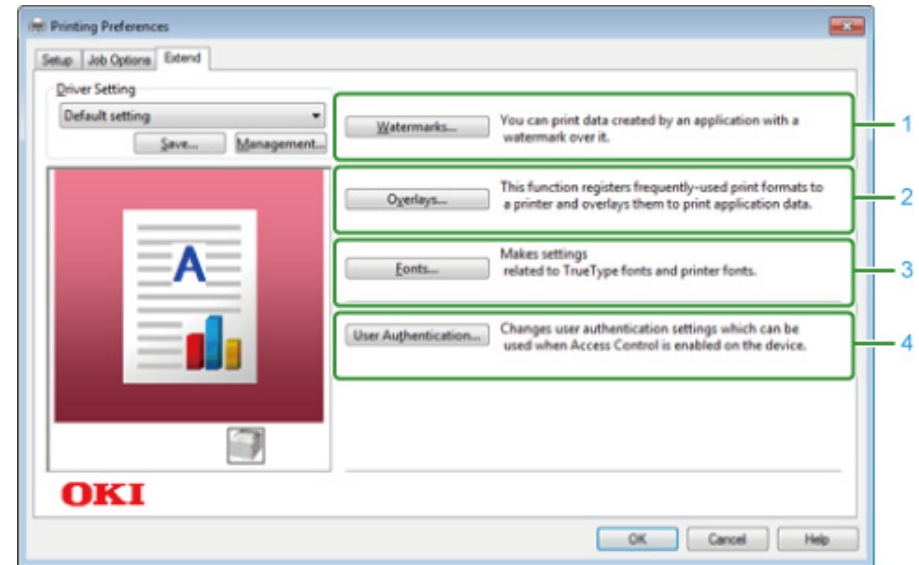 Printing Preferences
Setup Job Options Extend
Driver Setting
Default setting
Save... Management...
Watermarks...
You can print data created by an application with a
watermark over it.
1
Overlays...
This function registers frequently-used print formats to
a printer and overlays them to print application data.
2
Fonts...
Makes settings
related to TrueType fonts and printer fonts.
3
User Authentication...
Changes user authentication settings which can be
used when Access Control is enabled on the device.
4
A
OKI
OK Cancel Help